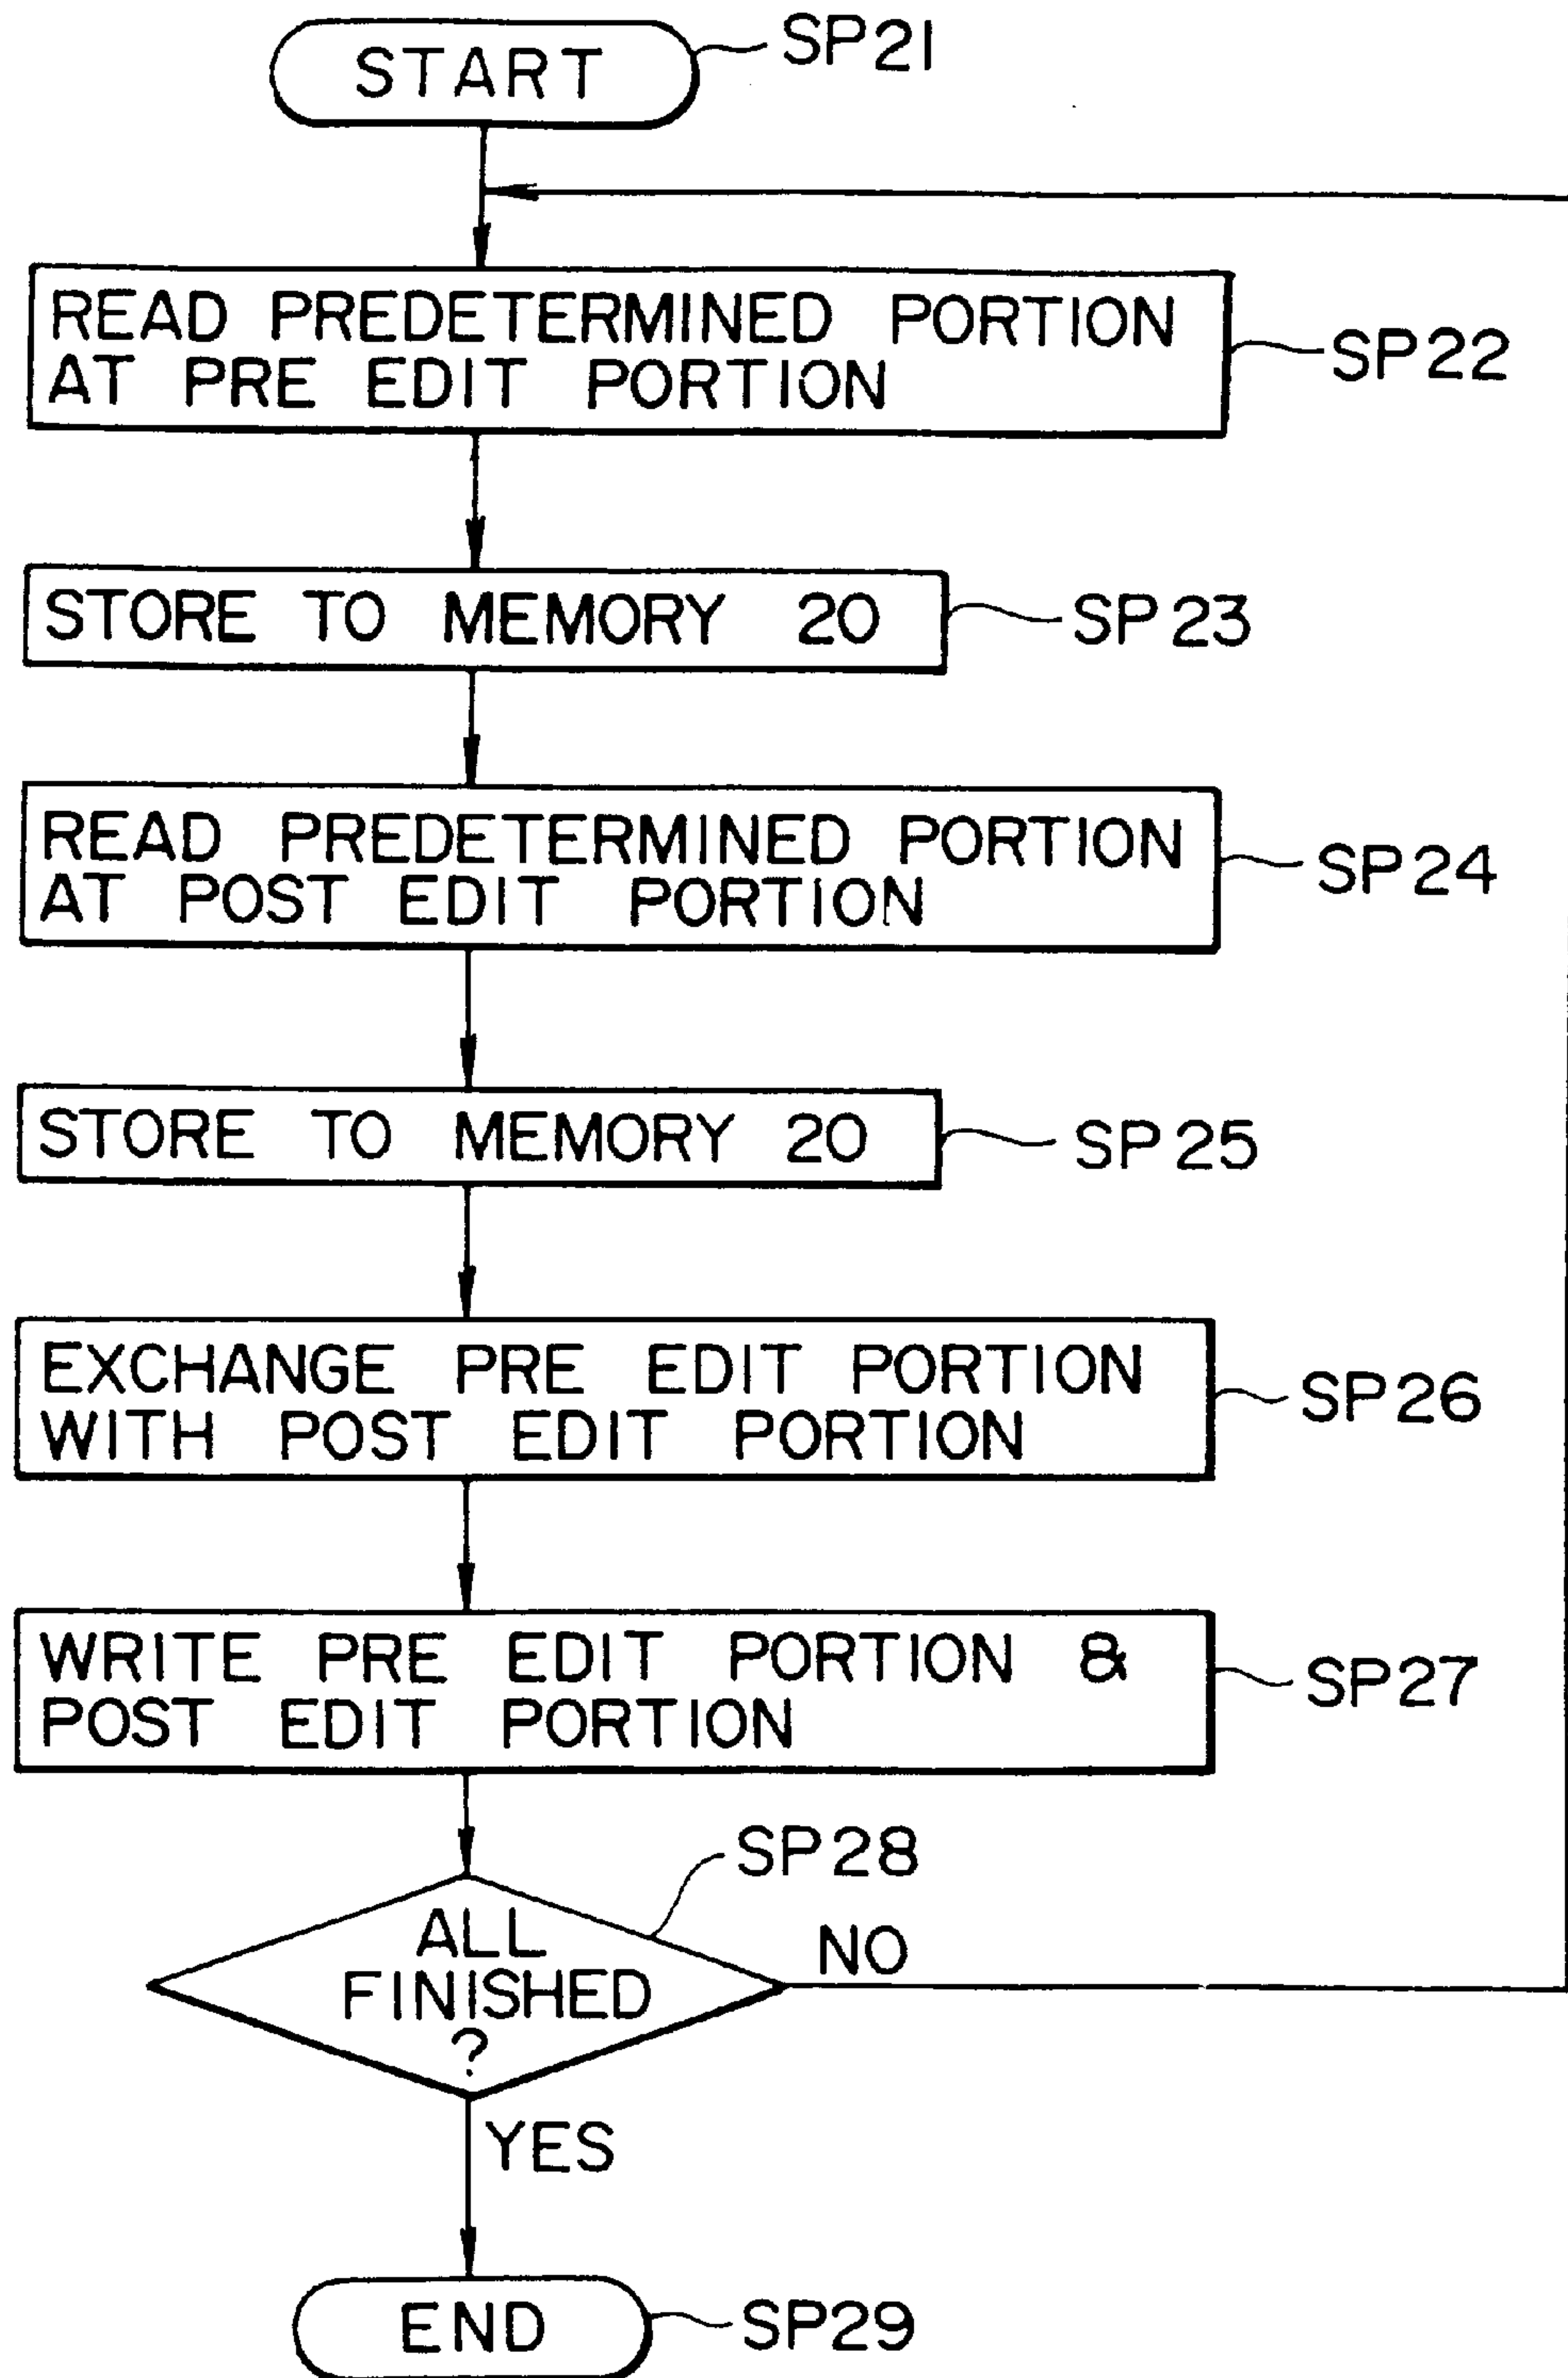 START
SP21
READ PREDETERMINED PORTION
AT PRE EDIT PORTION
SP22
STORE TO MEMORY 20
SP23
READ PREDETERMINED PORTION
AT POST EDIT PORTION
SP24
STORE TO MEMORY 20
SP25
EXCHANGE PRE EDIT PORTION
WITH POST EDIT PORTION
SP26
WRITE PRE EDIT PORTION &
POST EDIT PORTION
SP27
SP28
ALL
FINISHED
?
NO
YES
END
SP29